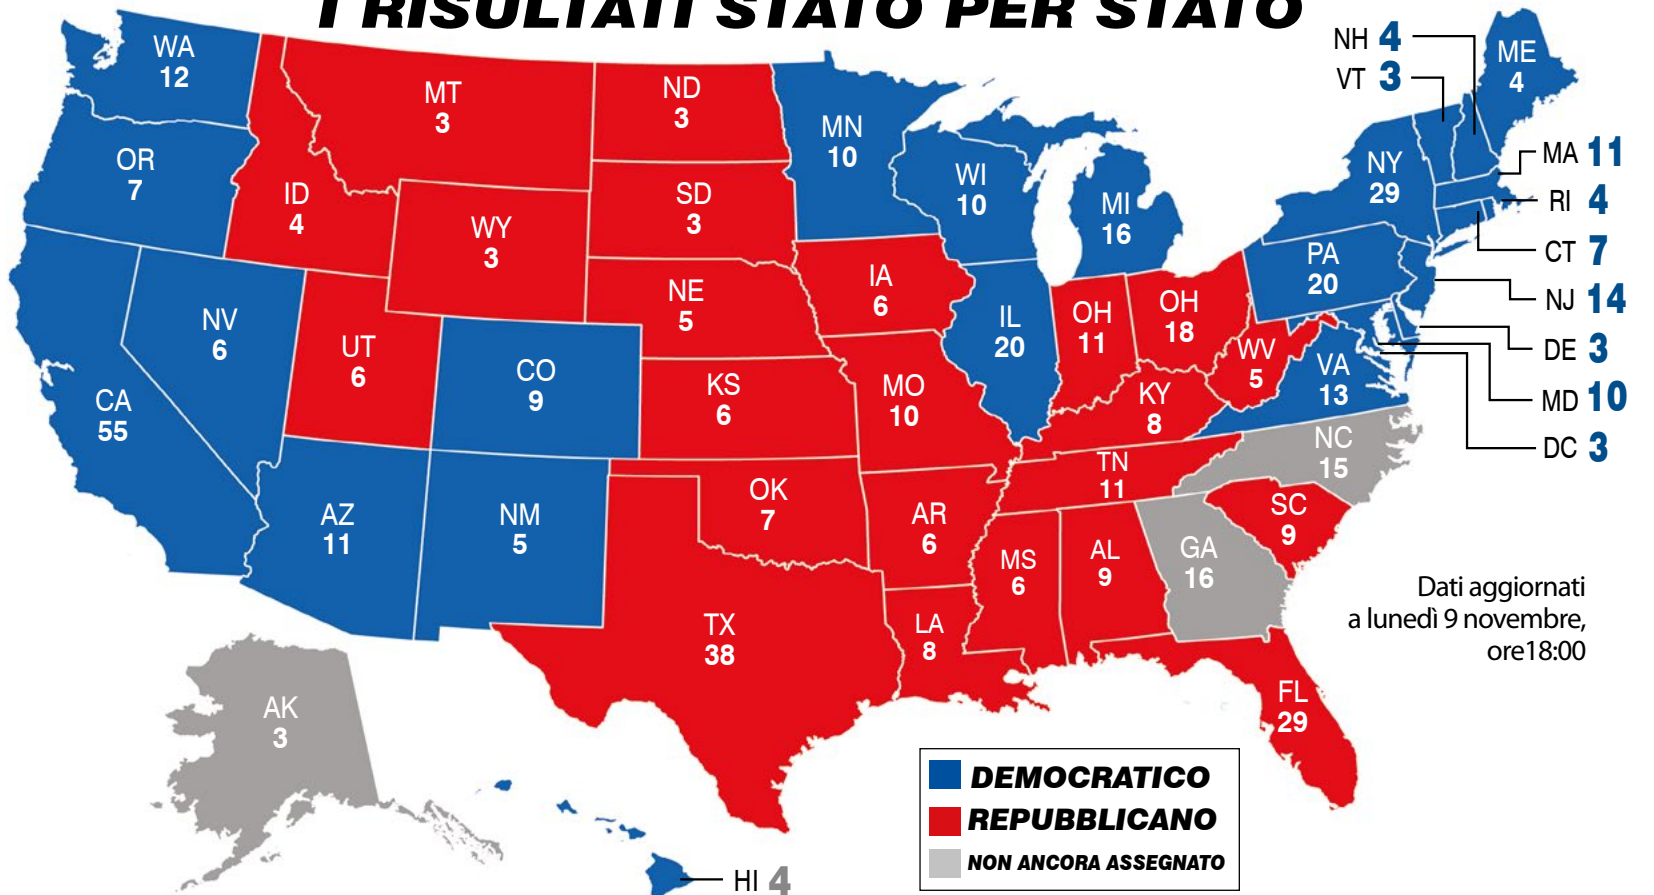 I RISULTATI STATO PER STATO
WA
12
OR
7
CA
55
NV
6
ID
4
MT
3
WY
3
UT
6
CO
9
AZ
11
NM
5
ND
3
SD
3
NE
5
KS
6
OK
7
TX
38
MN
10
IA
6
MO
10
AR
6
LA
8
WI
10
IL
20
MI
16
OH
11
OH
18
KY
8
TN
11
MS
6
AL
9
GA
16
FL
29
SC
9
NC
15
VA
13
WV
5
PA
20
NY
29
ME
4
NH 4
VT 3
MA 11
RI 4
CT 7
NJ 14
DE 3
MD 10
DC 3
AK
3
HI 4
Dati aggiornati
a lunedì 9 novembre,
ore18:00
DEMOCRATICO
REPUBBLICANO
NON ANCORA ASSEGNATO